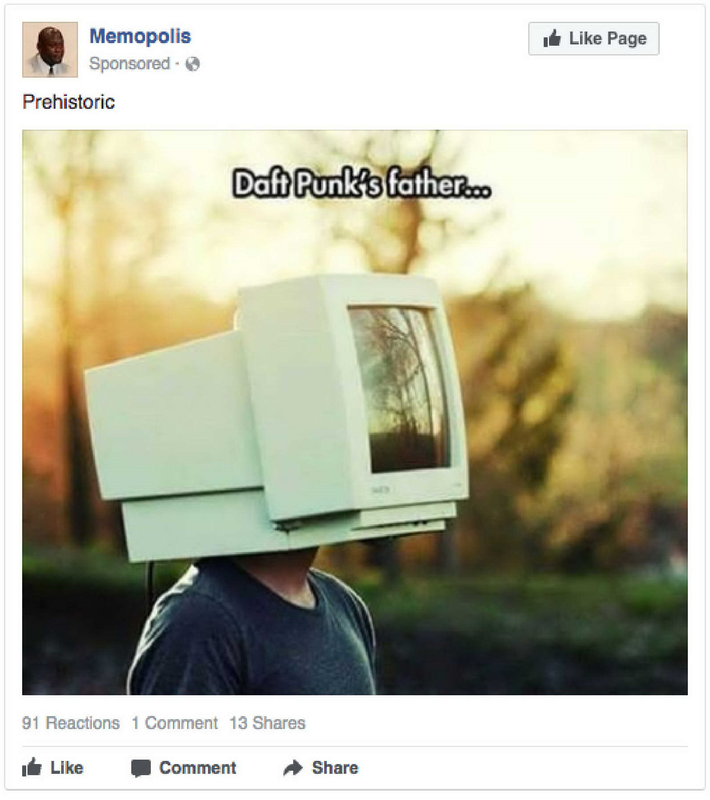 Memopolis
Like Page
Sponsored ·
Prehistoric
Daft Punk's father...
91 Reactions 1 Comment 13 Shares
Like Comment Share